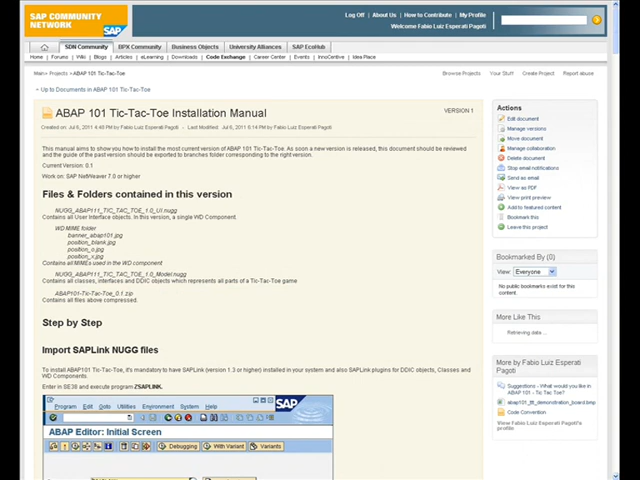 SAP COMMUNITY
NETWORK
SAP
Log Off | About Us | How to Contribute | My Profile
Welcome Fabio Luiz Esperati Pagoti
SDN Community BPX Community Business Objects University Alliances SAP EcoHub
Home | Forums | Wiki | Blogs | Articles | eLearning | Downloads | Code Exchange | Career Center | Events | InnoCentive | Idea Place
Main > Projects > ABAP 101 Tic-Tac-Toe
Browse Projects Your Stuff Create Project Report abuse
Up to Documents in ABAP 101 Tic-Tac-Toe
ABAP 101 Tic-Tac-Toe Installation Manual
VERSION 1
Created on: Jul 6, 2011 4:48 PM by Fabio Luiz Esperati Pagoti - Last Modified: Jul 6, 2011 5:14 PM by Fabio Luiz Esperati Pagoti
This manual aims to show you how to install the most current version of ABAP 101 Tic-Tac-Toe. As soon a new version is released, this document should be reviewed
and the guide of the past version should be exported to branches folder corresponding to the right version.
Current Version: 0.1
Work on: SAP NetWeaver 7.0 or higher
Files & Folders contained in this version
NUGG_ABAP111_TIC_TAC_TOE_1.0_UI.nugg
Contains all User Interface objects. In this version, a single WD Component.
WD MIME folder
banner_abap101.jpg
position_blank.jpg
position_o.jpg
position_x.jpg
Contains all MIMES used in the WD component
NUGG_ABAP111_TIC_TAC_TOE_1.0_Model.nugg
Contains all classes, interfaces and DDIC objects which represents all parts of a Tic-Tac-Toe game
ABAP101-Tic-Tac-Toe_0.1.zip
Contains all files above compressed.
Step by Step
Import SAPLink NUGG files
To install ABAP101 Tic-Tac-Toe, it's mandatory to have SAPLink (version 1.3 or higher) installed in your system and also SAPLink plugins for DDIC objects, Classes and
WD Components.
Enter in SE38 and execute program ZSAPLINK.
Program Edit Goto Utilities Environment System Help
SAP
ABAP Editor: Initial Screen
Debugging With Variant Variants
Actions
Edit document
Manage versions
Move document
Manage collaboration
Delete document
Stop email notifications
Send as email
View as PDF
View print preview
Add to featured content
Bookmark this
Leave this project
Bookmarked By (0)
View: Everyone
No public bookmarks exist for this
content.
More Like This
Retrieving data ...
More by Fabio Luiz Esperati
Pagoti
Suggestions - What would you like in
ABAP 101 - Tic Tac Toe?
abap101_ttt_demonstration_board.bmp
Code Convention
View Fabio Luiz Esperati Pagoti's
profile